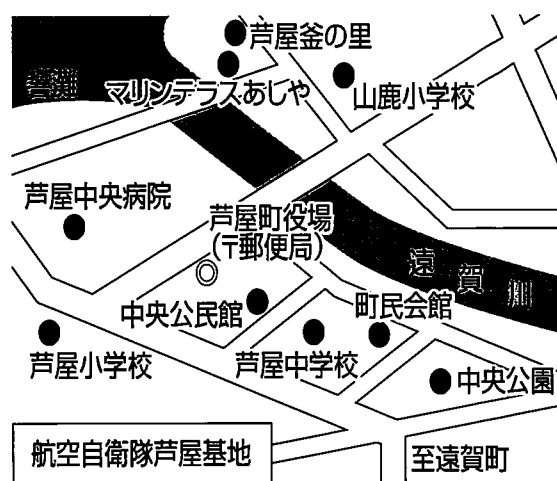 芦屋釜の里
響灘
マリンテラスあしや
山鹿小学校
芦屋中央病院
芦屋町役場
(〒郵便局)
遠賀川
中央公民館
町民会館
芦屋小学校
芦屋中学校
中央公園
航空自衛隊芦屋基地
至遠賀町